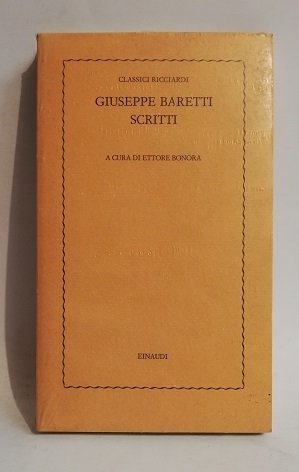 CLASSICI RICCIARDI
GIUSEPPE BARETTI
SCRITTI
A CURA DI ETTORE BONORA
EINAUDI